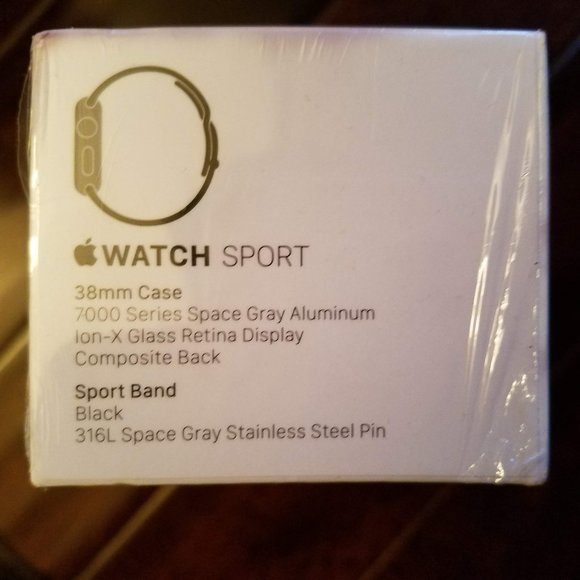 WATCH SPORT
38mm Case
7000 Series Space Gray Aluminum
Ion-X Glass Retina Display
Composite Back
Sport Band
Black
316L Space Gray Stainless Steel Pin